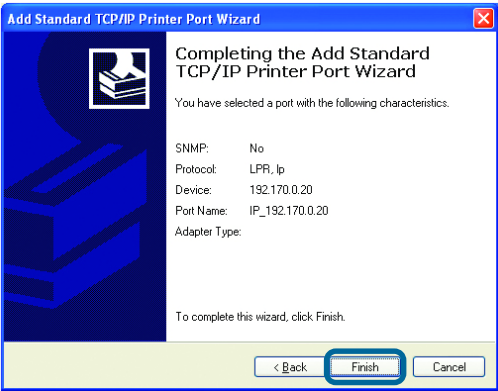 Add Standard TCP/IP Printer Port Wizard
Completing the Add Standard
TCP/IP Printer Port Wizard
You have selected a port with the following characteristics.
SNMP: No
Protocol: LPR, lp
Device: 192.170.0.20
Port Name: IP_192.170.0.20
Adapter Type:
To complete this wizard, click Finish.
< Back Finish Cancel